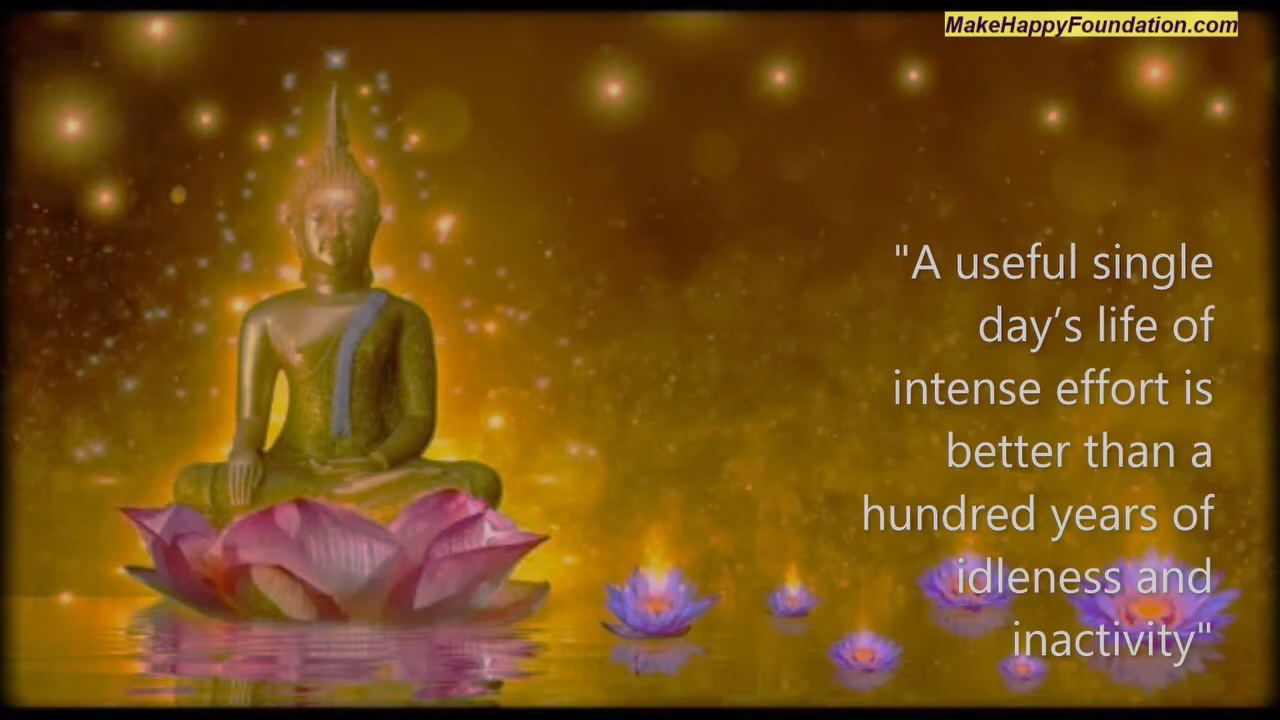 MakeHappyFoundation.com
"A useful single
day’s life of
intense effort is
better than a
hundred years of
idleness and
inactivity"